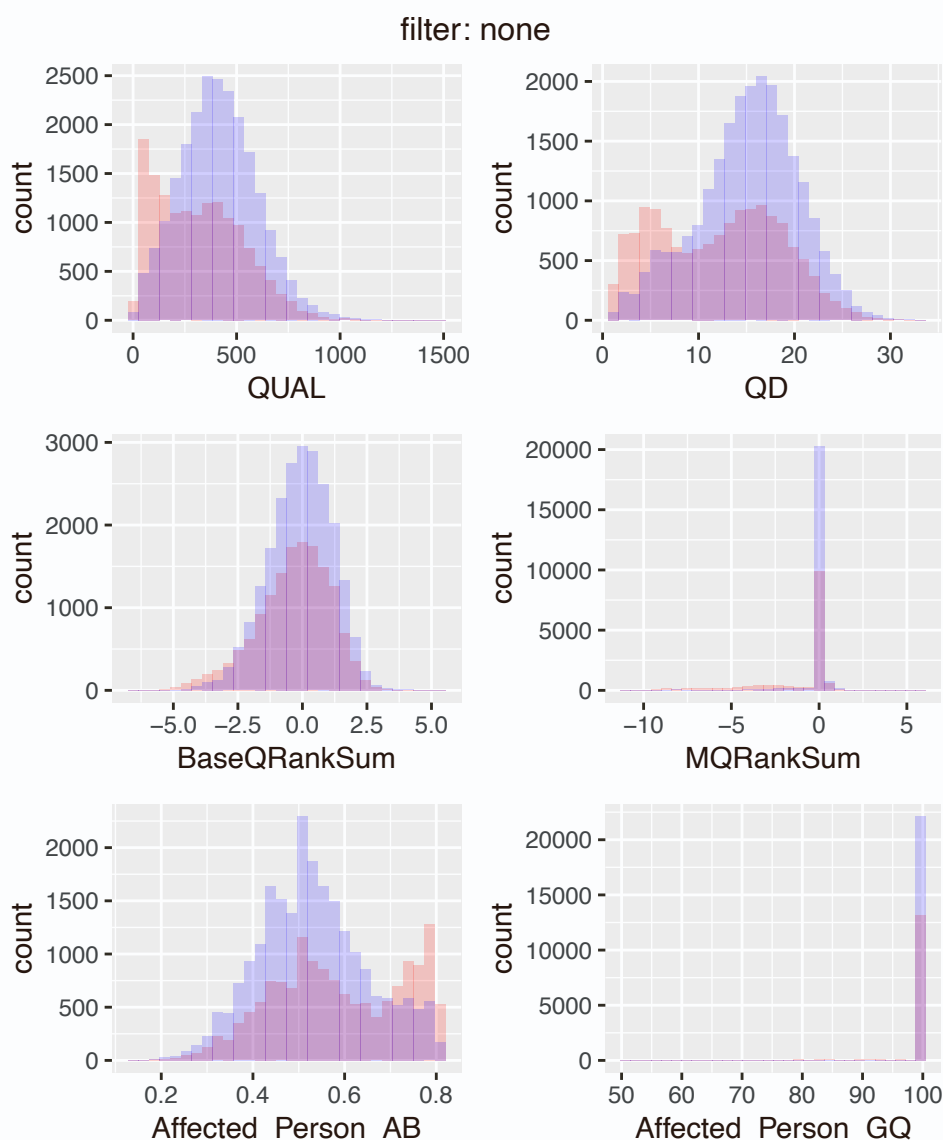 filter: none
2500
2000
1500
1000
500
0
count
0 500 1000 1500
QUAL
2000
1500
1000
500
0
count
0 10 20 30
QD
3000
2000
1000
0
count
−5.0 −2.5 0.0 2.5 5.0
BaseQRankSum
20000
15000
10000
5000
0
count
−10 −5 0 5
MQRankSum
2000
1500
1000
500
0
count
0.2 0.4 0.6 0.8
Affected Person AB
20000
15000
10000
5000
0
count
50 60 70 80 90 100
Affected Person GQ